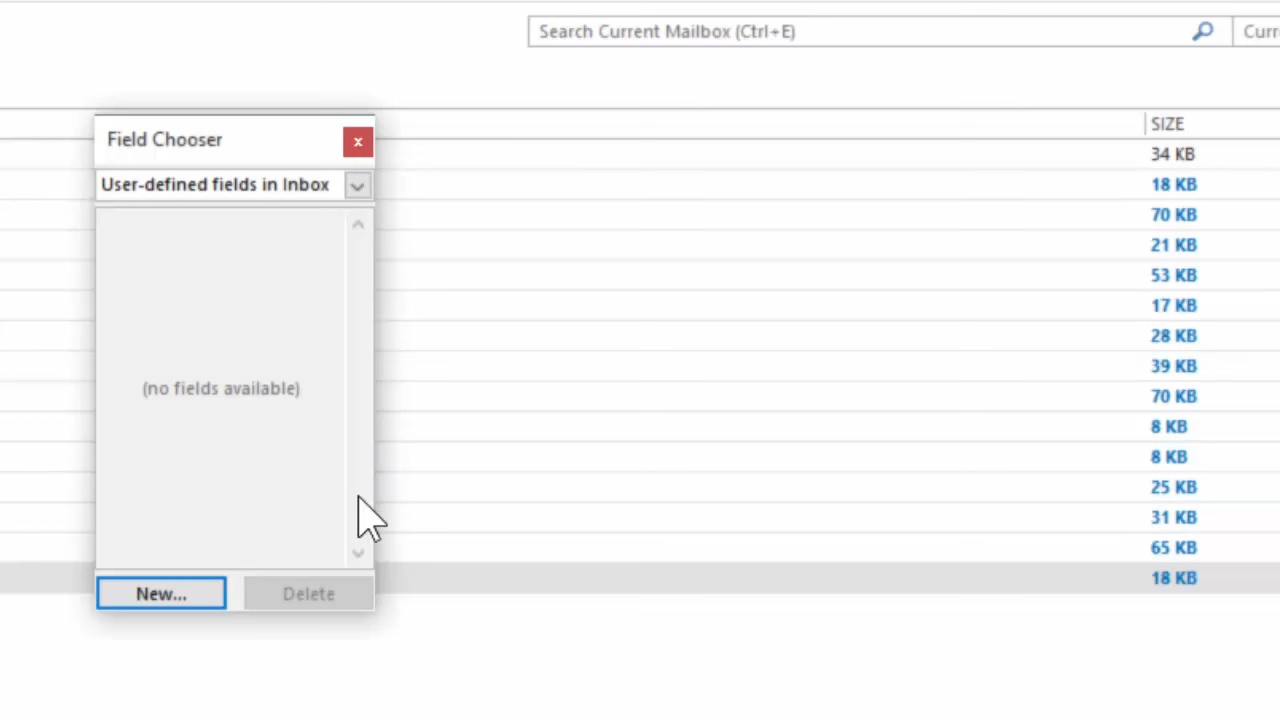 Search Current Mailbox (Ctrl+E)
Curr
SIZE
Field Chooser
x
34 KB
User-defined fields in Inbox
18 KB
70 KB
21 KB
53 KB
17 KB
28 KB
39 KB
(no fields available)
70 KB
8 KB
8 KB
25 KB
31 KB
65 KB
18 KB
New...
Delete